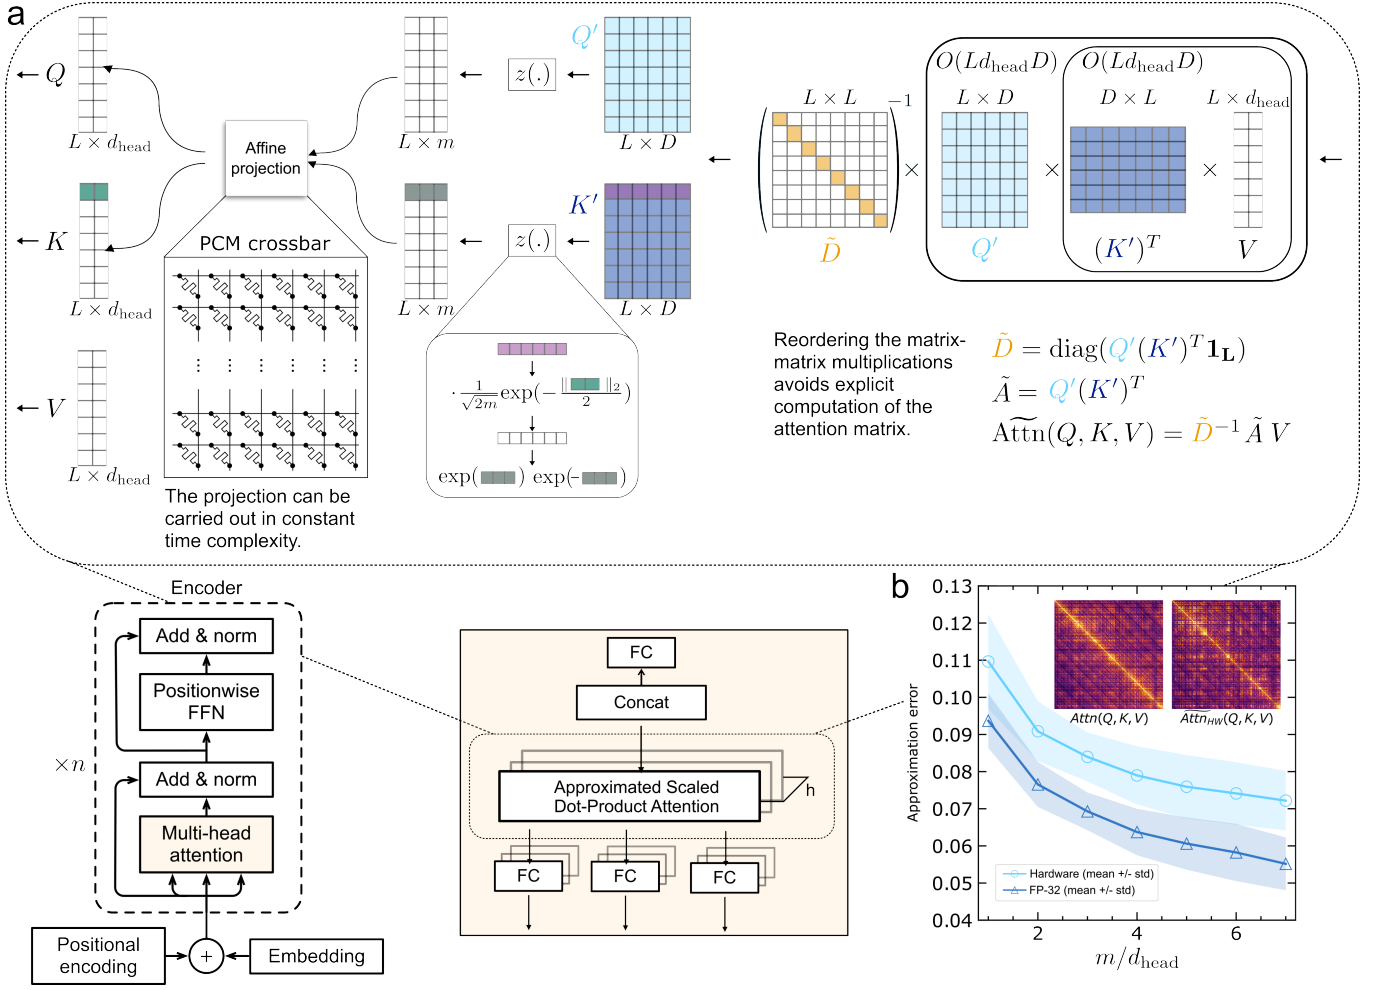 a
Q
L × d_head
K
L × d_head
V
L × d_head
Affine
projection
PCM crossbar
The projection can be
carried out in constant
time complexity.
L × m
L × m
z(.)
z(.)
Q′
L × D
K′
L × D
· 1/√2m exp(− || ||₂ / 2)
exp( ) exp(- )
L × L
( )⁻¹
D̃
×
O(Ld_headD)
L × D
Q′
×
O(Ld_headD)
D × L
(K′)ᵀ
×
L × d_head
V
Reordering the matrix-
matrix multiplications
avoids explicit
computation of the
attention matrix.
D̃ = diag(Q′(K′)ᵀ1_L)
Ã = Q′(K′)ᵀ
Attn~(Q, K, V) = D̃⁻¹ Ã V
Encoder
Add & norm
Positionwise
FFN
×n
Add & norm
Multi-head
attention
Positional
encoding
+
Embedding
FC
Concat
Approximated Scaled
Dot-Product Attention
h
FC
FC
FC
b
Approximation error
0.13
0.12
0.11
0.10
0.09
0.08
0.07
0.06
0.05
0.04
Attn(Q, K, V)
Attn~_HW(Q, K, V)
Hardware (mean +/- std)
FP-32 (mean +/- std)
2
4
6
m/d_head